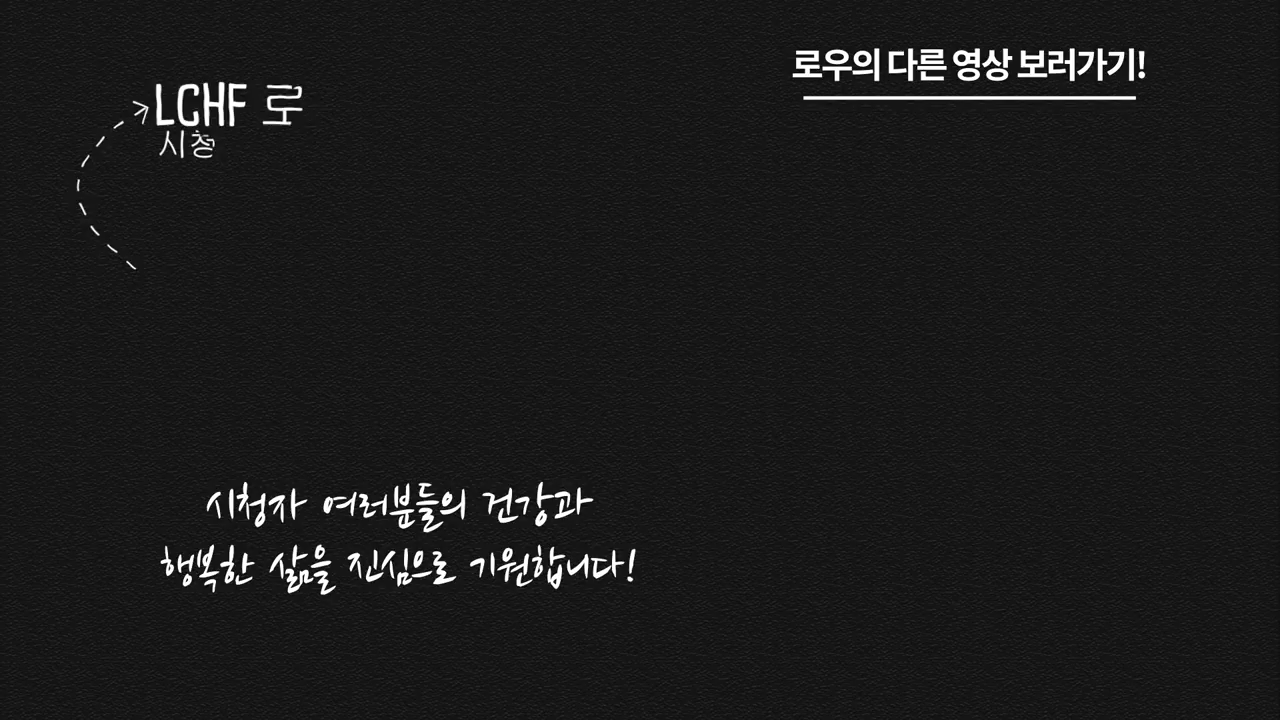 로우의 다른 영상 보러가기!
LCHF 로
시청
시청자 여러분들의 건강과
행복한 삶을 진심으로 기원합니다!